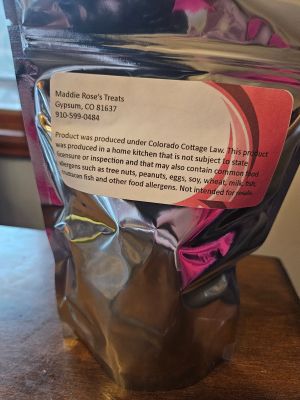 Maddie Rose's Treats
Gypsum, CO 81637
910-599-0484
Product was produced under Colorado Cottage Law. This product
was produced in a home kitchen that is not subject to state
licensure or inspection and that may also contain common food
allergens such as tree nuts, peanuts, eggs, soy, wheat, milk, fish,
crustacean fish and other food allergens. Not intended for resale.